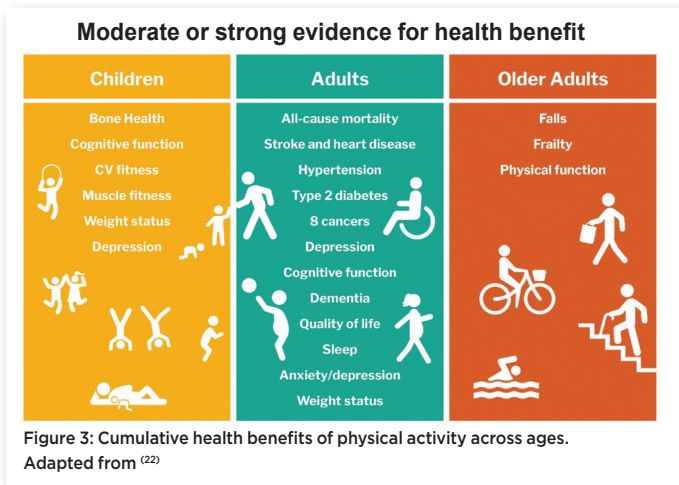 Moderate or strong evidence for health benefit
Children
Bone Health
Cognitive function
CV fitness
Muscle fitness
Weight status
Depression
Adults
All-cause mortality
Stroke and heart disease
Hypertension
Type 2 diabetes
8 cancers
Depression
Cognitive function
Dementia
Quality of life
Sleep
Anxiety/depression
Weight status
Older Adults
Falls
Frailty
Physical function
Figure 3: Cumulative health benefits of physical activity across ages.
Adapted from (22)